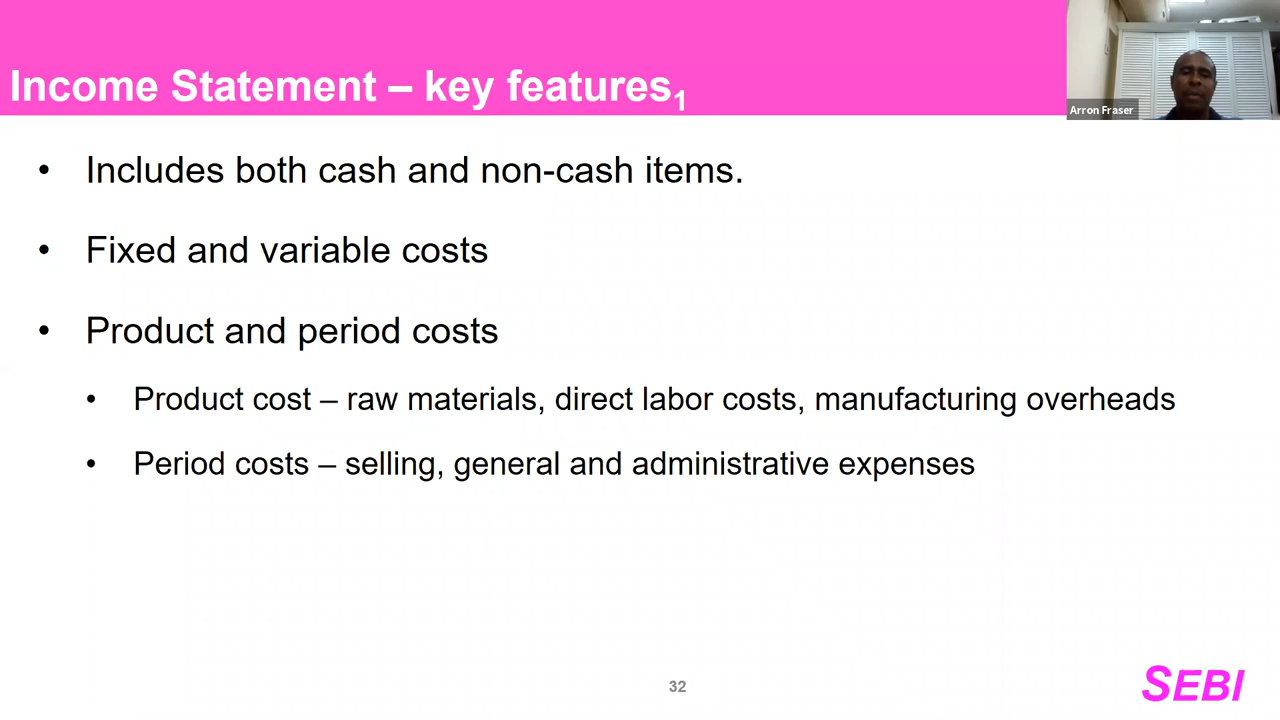 Income Statement – key features1
Arron Fraser
• Includes both cash and non-cash items.
• Fixed and variable costs
• Product and period costs
• Product cost – raw materials, direct labor costs, manufacturing overheads
• Period costs – selling, general and administrative expenses
32
SEBI